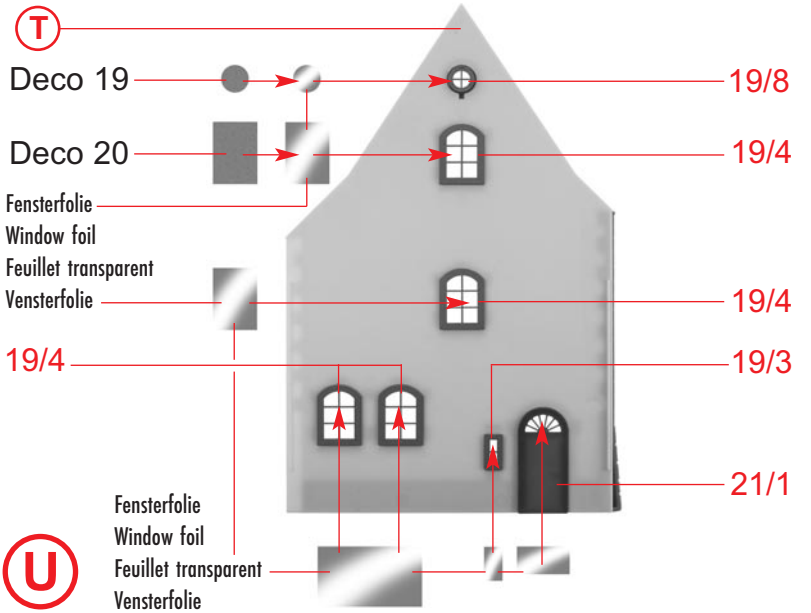 T
Deco 19
19/8
Deco 20
19/4
Fensterfolie
Window foil
Feuillet transparent
Vensterfolie
19/4
19/4
19/3
21/1
Fensterfolie
Window foil
Feuillet transparent
Vensterfolie
U